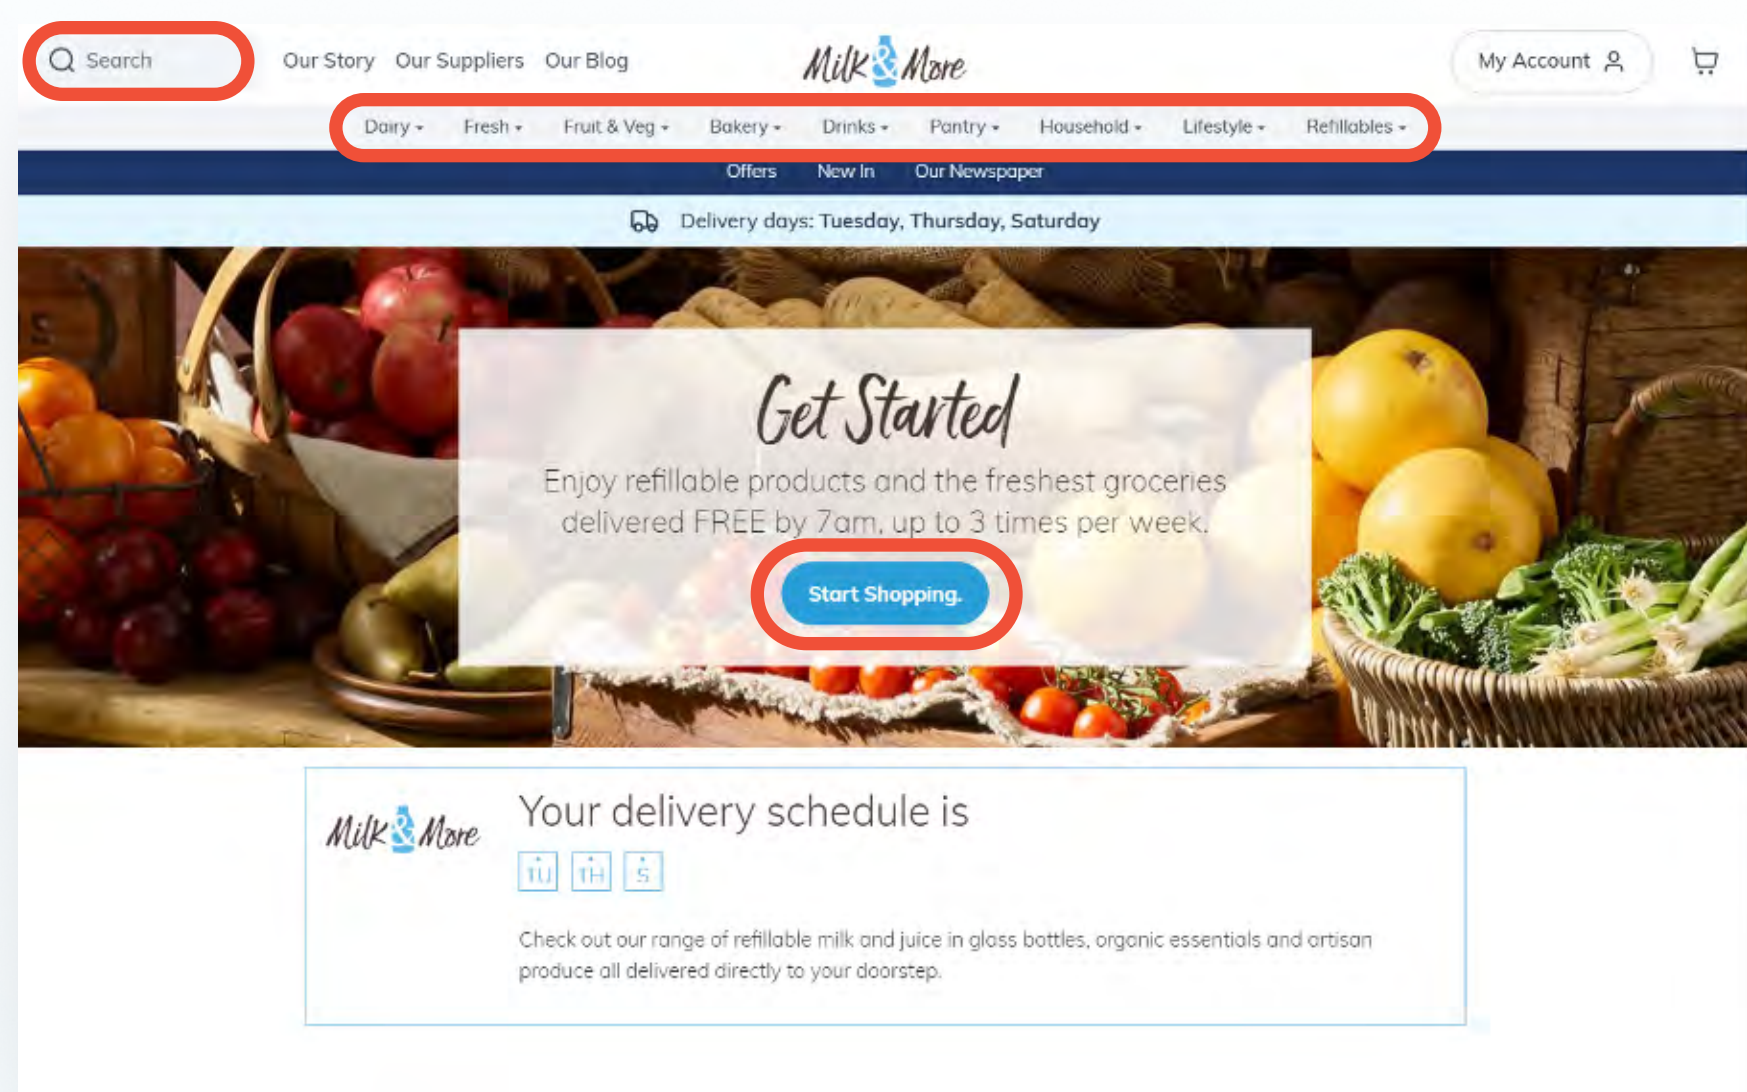 Search
Our Story Our Suppliers Our Blog
Milk & More
My Account
Dairy Fresh Fruit & Veg Bakery Drinks Pantry Household Lifestyle Refillables
Offers New In Our Newspaper
Delivery days: Tuesday, Thursday, Saturday
Get Started
Enjoy refillable products and the freshest groceries
delivered FREE by 7am, up to 3 times per week.
Start Shopping.
Milk & More
Your delivery schedule is
TU TH S
Check out our range of refillable milk and juice in glass bottles, organic essentials and artisan
produce all delivered directly to your doorstep.